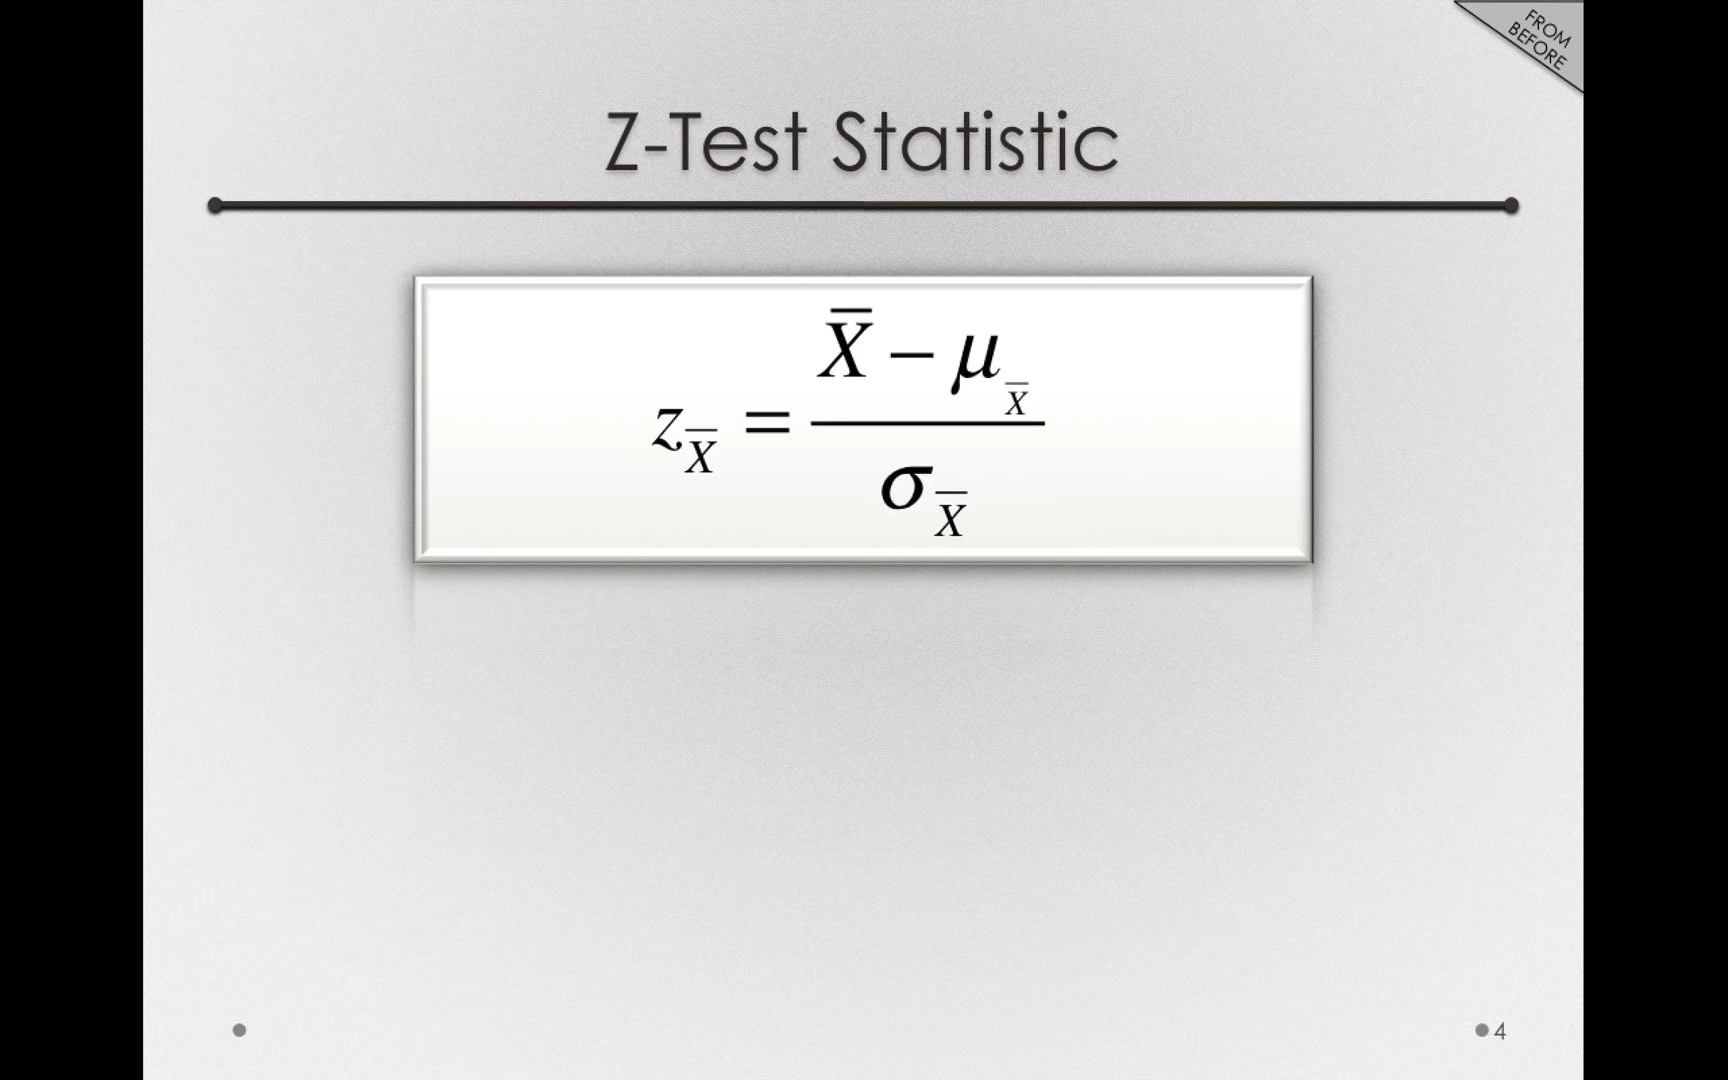 FROM
BEFORE
Z-Test Statistic
z_X̄ = (X̄ − μ_X̄) / σ_X̄
4